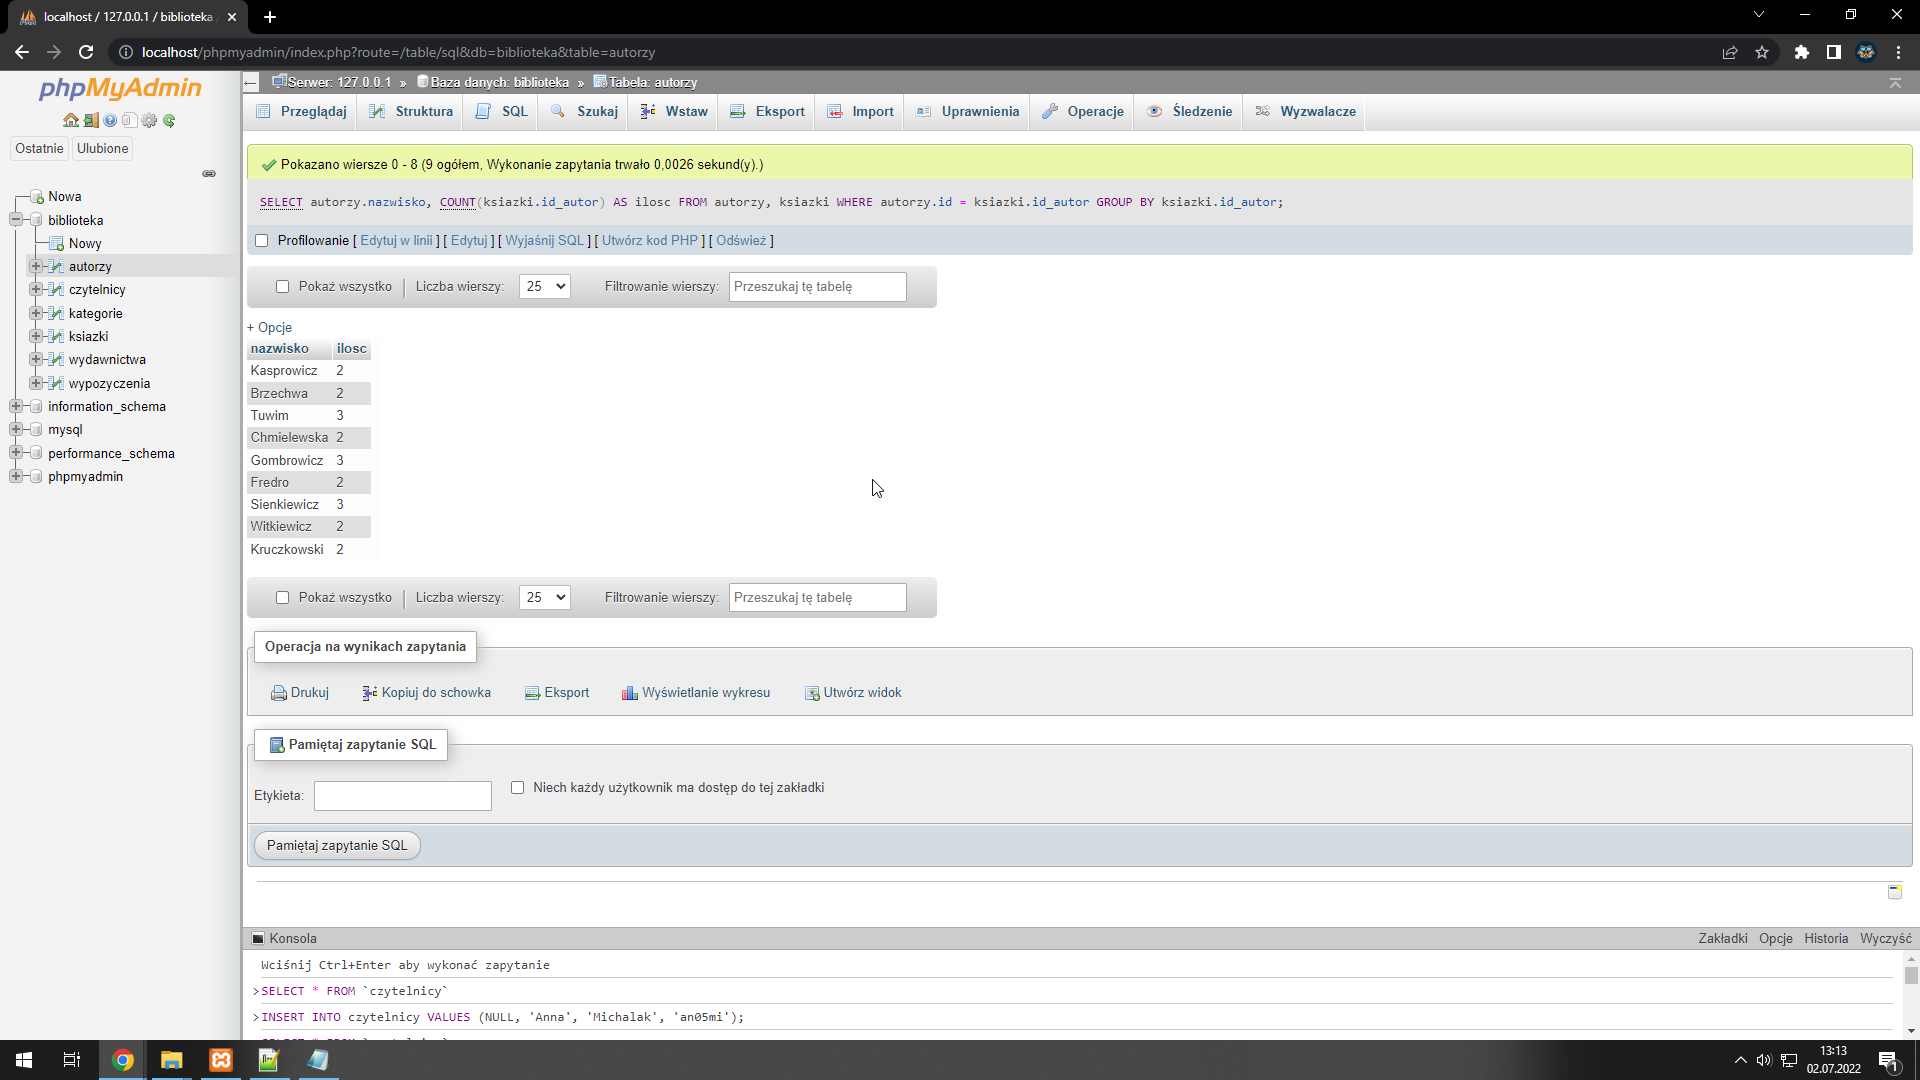 localhost / 127.0.0.1 / biblioteka
localhost/phpmyadmin/index.php?route=/table/sql&db=biblioteka&table=autorzy
phpMyAdmin
Ostatnie Ulubione
Nowa
biblioteka
Nowy
autorzy
czytelnicy
kategorie
ksiazki
wydawnictwa
wypozyczenia
information_schema
mysql
performance_schema
phpmyadmin
Serwer: 127.0.0.1 » Baza danych: biblioteka » Tabela: autorzy
Przeglądaj Struktura SQL Szukaj Wstaw Eksport Import Uprawnienia Operacje Śledzenie Wyzwalacze
Pokazano wiersze 0 - 8 (9 ogółem, Wykonanie zapytania trwało 0,0026 sekund(y).)
SELECT autorzy.nazwisko, COUNT(ksiazki.id_autor) AS ilosc FROM autorzy, ksiazki WHERE autorzy.id = ksiazki.id_autor GROUP BY ksiazki.id_autor;
Profilowanie [ Edytuj w linii ] [ Edytuj ] [ Wyjaśnij SQL ] [ Utwórz kod PHP ] [ Odśwież ]
Pokaż wszystko | Liczba wierszy: 25 Filtrowanie wierszy: Przeszukaj tę tabelę
+ Opcje
nazwisko ilosc
Kasprowicz 2
Brzechwa 2
Tuwim 3
Chmielewska 2
Gombrowicz 3
Fredro 2
Sienkiewicz 3
Witkiewicz 2
Kruczkowski 2
Pokaż wszystko | Liczba wierszy: 25 Filtrowanie wierszy: Przeszukaj tę tabelę
Operacja na wynikach zapytania
Drukuj Kopiuj do schowka Eksport Wyświetlanie wykresu Utwórz widok
Pamiętaj zapytanie SQL
Etykieta: Niech każdy użytkownik ma dostęp do tej zakładki
Pamiętaj zapytanie SQL
Konsola Zakładki Opcje Historia Wyczyść
Wciśnij Ctrl+Enter aby wykonać zapytanie
>SELECT * FROM `czytelnicy`
>INSERT INTO czytelnicy VALUES (NULL, 'Anna', 'Michalak', 'an05mi');
13:13
02.07.2022
1